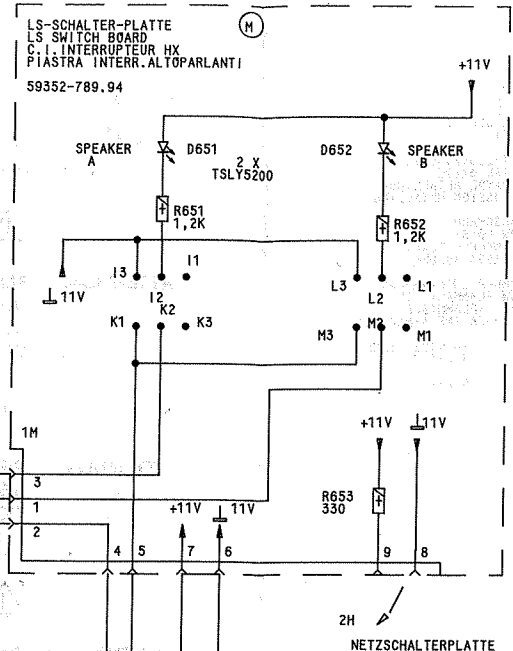 LS-SCHALTER-PLATTE
LS SWITCH BOARD
C.I.INTERRUPTEUR HX
PIASTRA INTERR.ALTOPARLANTI
59352-789.94
M
+11V
SPEAKER
A
D651
2 X
TSLY5200
D652
SPEAKER
B
R651
1,2K
R652
1,2K
I3
I1
I2
11V
L3
L2
L1
K1
K2
K3
M3
M2
M1
1M
3
1
2
+11V
11V
+11V
11V
R653
330
4
5
7
6
9
8
2H
NETZSCHALTERPLATTE